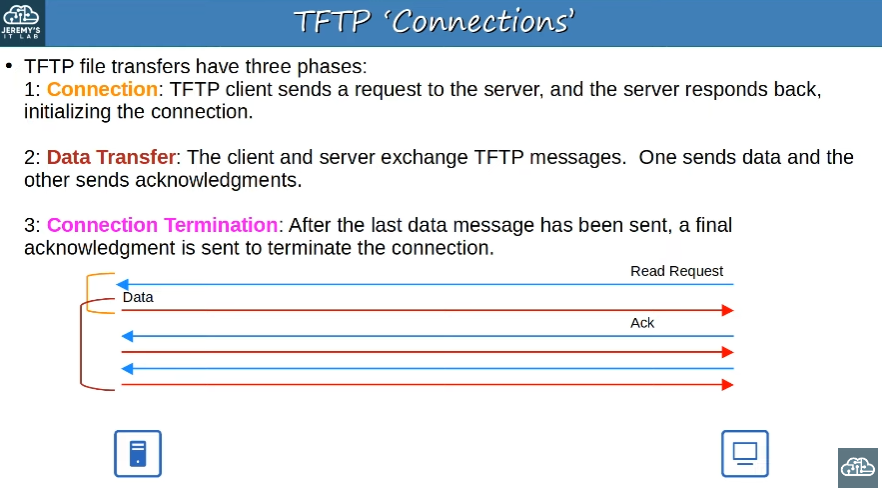 JEREMY'S
IT LAB
TFTP ‘Connections’
• TFTP file transfers have three phases:
1: Connection: TFTP client sends a request to the server, and the server responds back,
initializing the connection.
2: Data Transfer: The client and server exchange TFTP messages.  One sends data and the
other sends acknowledgments.
3: Connection Termination: After the last data message has been sent, a final
acknowledgment is sent to terminate the connection.
Read Request
Data
Ack